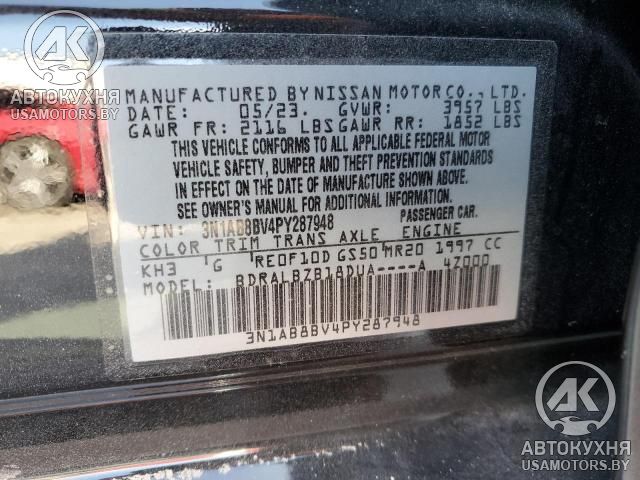 АК
АВТОКУХНЯ
USAMOTORS.BY
MANUFACTURED BY NISSAN MOTOR CO., LTD.
DATE: 05/23. GVWR: 3957 LBS
GAWR FR: 2116 LBS GAWR RR: 1852 LBS
THIS VEHICLE CONFORMS TO ALL APPLICABLE FEDERAL MOTOR
VEHICLE SAFETY, BUMPER AND THEFT PREVENTION STANDARDS
IN EFFECT ON THE DATE OF MANUFACTURE SHOWN ABOVE.
SEE OWNER'S MANUAL FOR ADDITIONAL INFORMATION.
VIN: 3N1AB8BV4PY287948 PASSENGER CAR.
COLOR TRIM TRANS AXLE ENGINE
KH3 G RE0F10D GS50 MR20 1997 CC
MODEL: BDRALBZB18DUA----A 4Z000
3N1AB8BV4PY287948
АК
АВТОКУХНЯ
USAMOTORS.BY